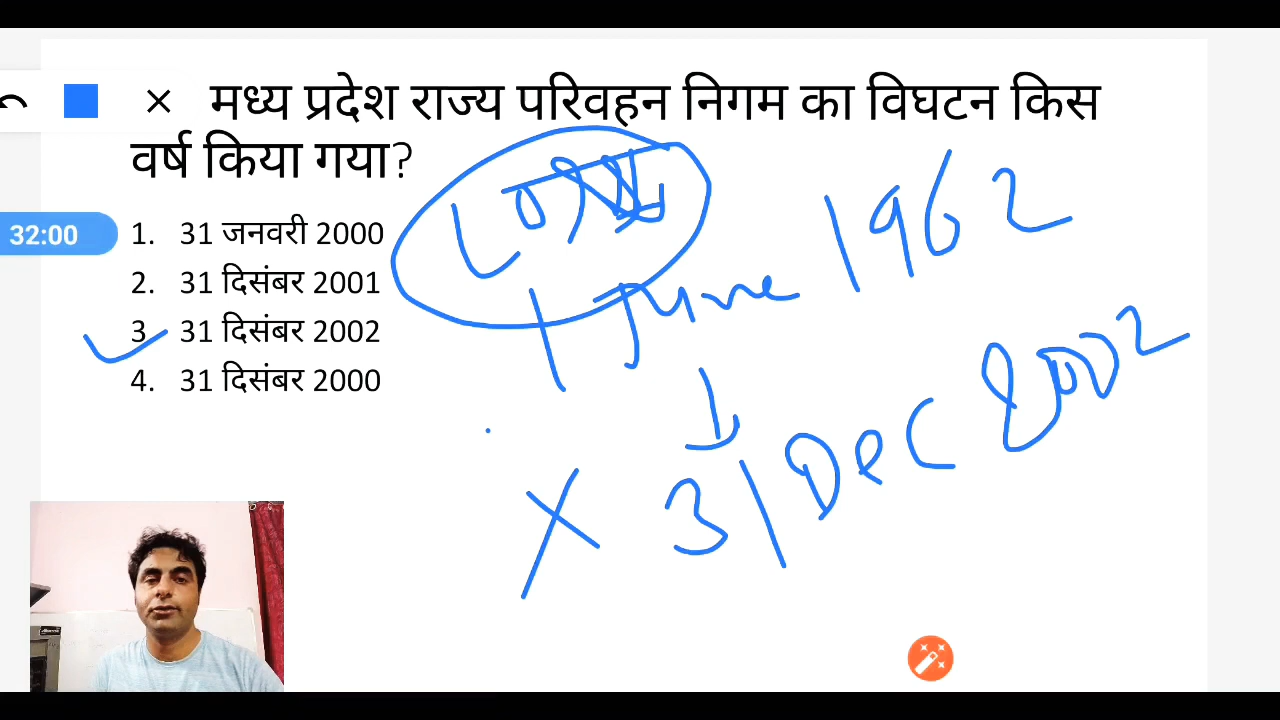 मध्य प्रदेश राज्य परिवहन निगम का विघटन किस
वर्ष किया गया?
32:00
1. 31 जनवरी 2000
2. 31 दिसंबर 2001
3. 31 दिसंबर 2002
4. 31 दिसंबर 2000
1 June 1962
31 Dec 2002